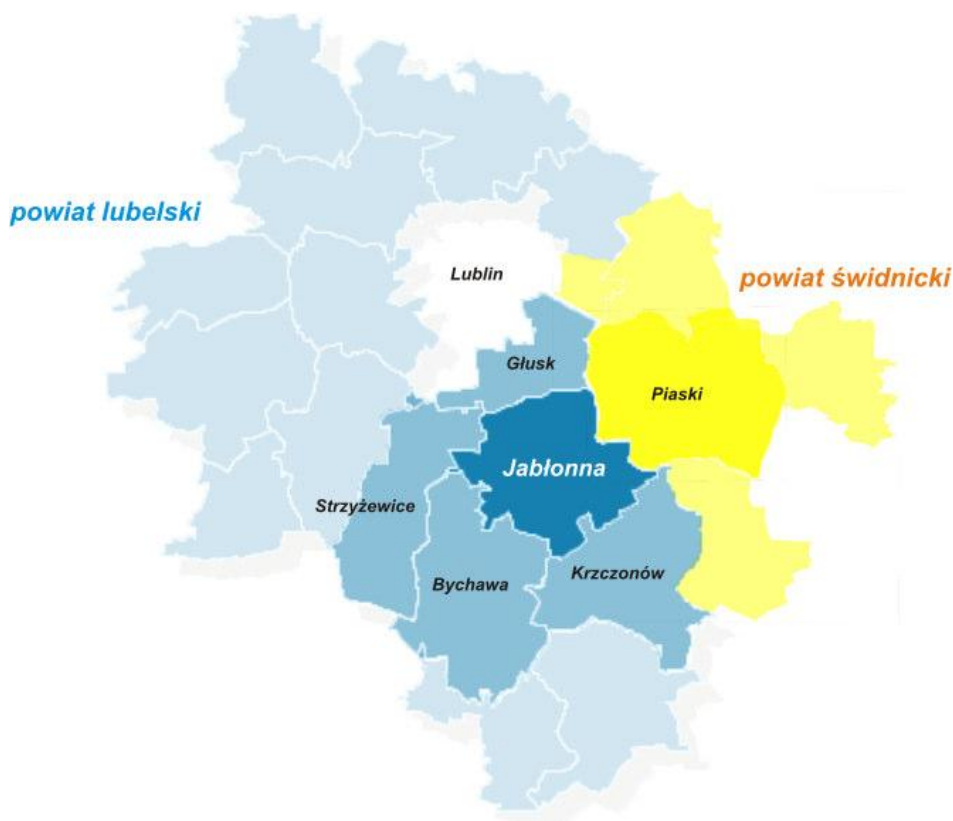 powiat lubelski
Lublin
powiat świdnicki
Głusk
Piaski
Jabłonna
Strzyżewice
Bychawa
Krzczonów